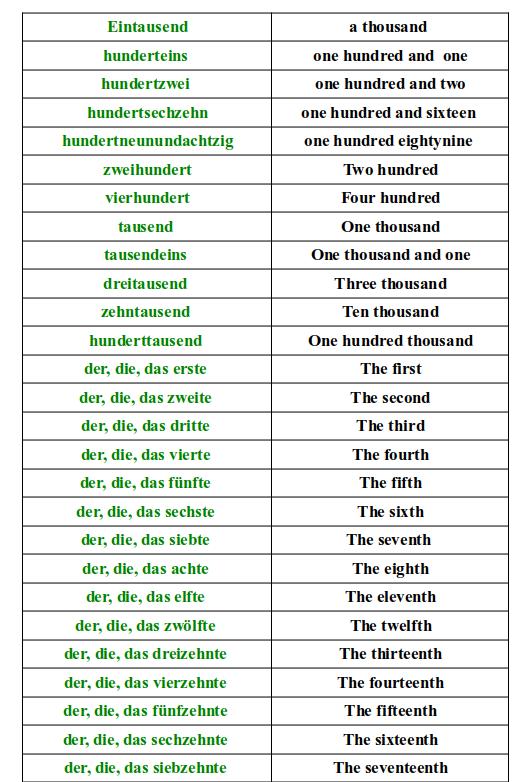 Eintausend a thousand
hunderteins one hundred and one
hundertzwei one hundred and two
hundertsechzehn one hundred and sixteen
hundertneunundachtzig one hundred eightynine
zweihundert Two hundred
vierhundert Four hundred
tausend One thousand
tausendeins One thousand and one
dreitausend Three thousand
zehntausend Ten thousand
hunderttausend One hundred thousand
der, die, das erste The first
der, die, das zweite The second
der, die, das dritte The third
der, die, das vierte The fourth
der, die, das fünfte The fifth
der, die, das sechste The sixth
der, die, das siebte The seventh
der, die, das achte The eighth
der, die, das elfte The eleventh
der, die, das zwölfte The twelfth
der, die, das dreizehnte The thirteenth
der, die, das vierzehnte The fourteenth
der, die, das fünfzehnte The fifteenth
der, die, das sechzehnte The sixteenth
der, die, das siebzehnte The seventeenth